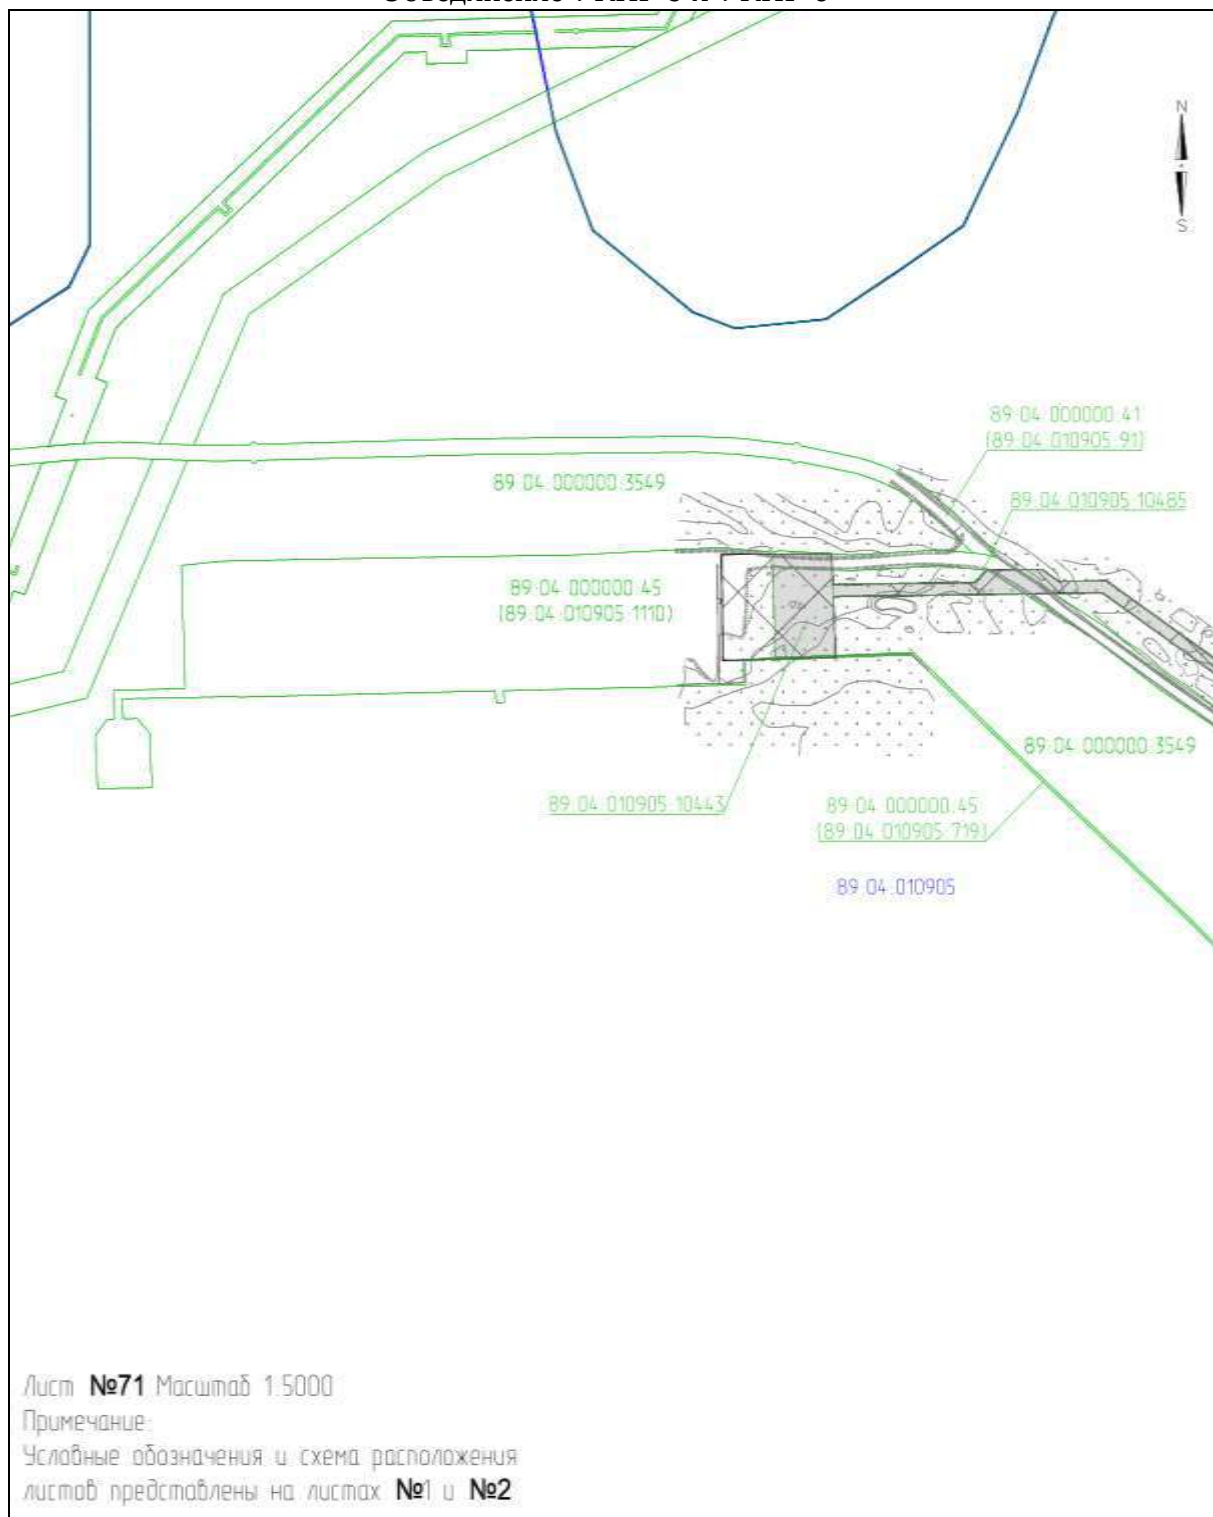 N
S
89:04:000000:41
(89:04:010905:91)
89:04:000000:3549
89:04:010905:10485
89:04:000000:45
(89:04:010905:1110)
89:04:000000:3549
89:04:010905:10443
89:04:000000:45
(89:04:010905:719)
89:04:010905
Лист №71 Масштаб 1:5000
Примечание:
Условные обозначения и схема расположения
листов представлены на листах №1 и №2